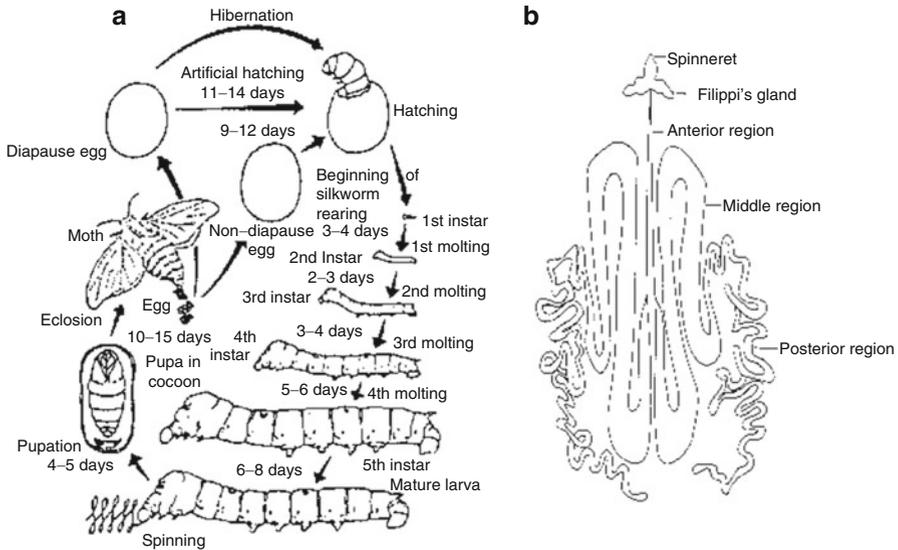 a
Hibernation
Artificial hatching
11–14 days
Hatching
9–12 days
Diapause egg
Beginning of
silkworm
rearing
3–4 days
1st instar
Moth
Non–diapause
egg
1st molting
2nd Instar
2–3 days
2nd molting
Egg
3rd instar
Eclosion
10–15 days
3–4 days
3rd molting
4th
instar
Pupa in
cocoon
5–6 days
4th molting
Pupation
4–5 days
6–8 days
5th instar
Mature larva
Spinning
b
Spinneret
Filippi's gland
Anterior region
Middle region
Posterior region